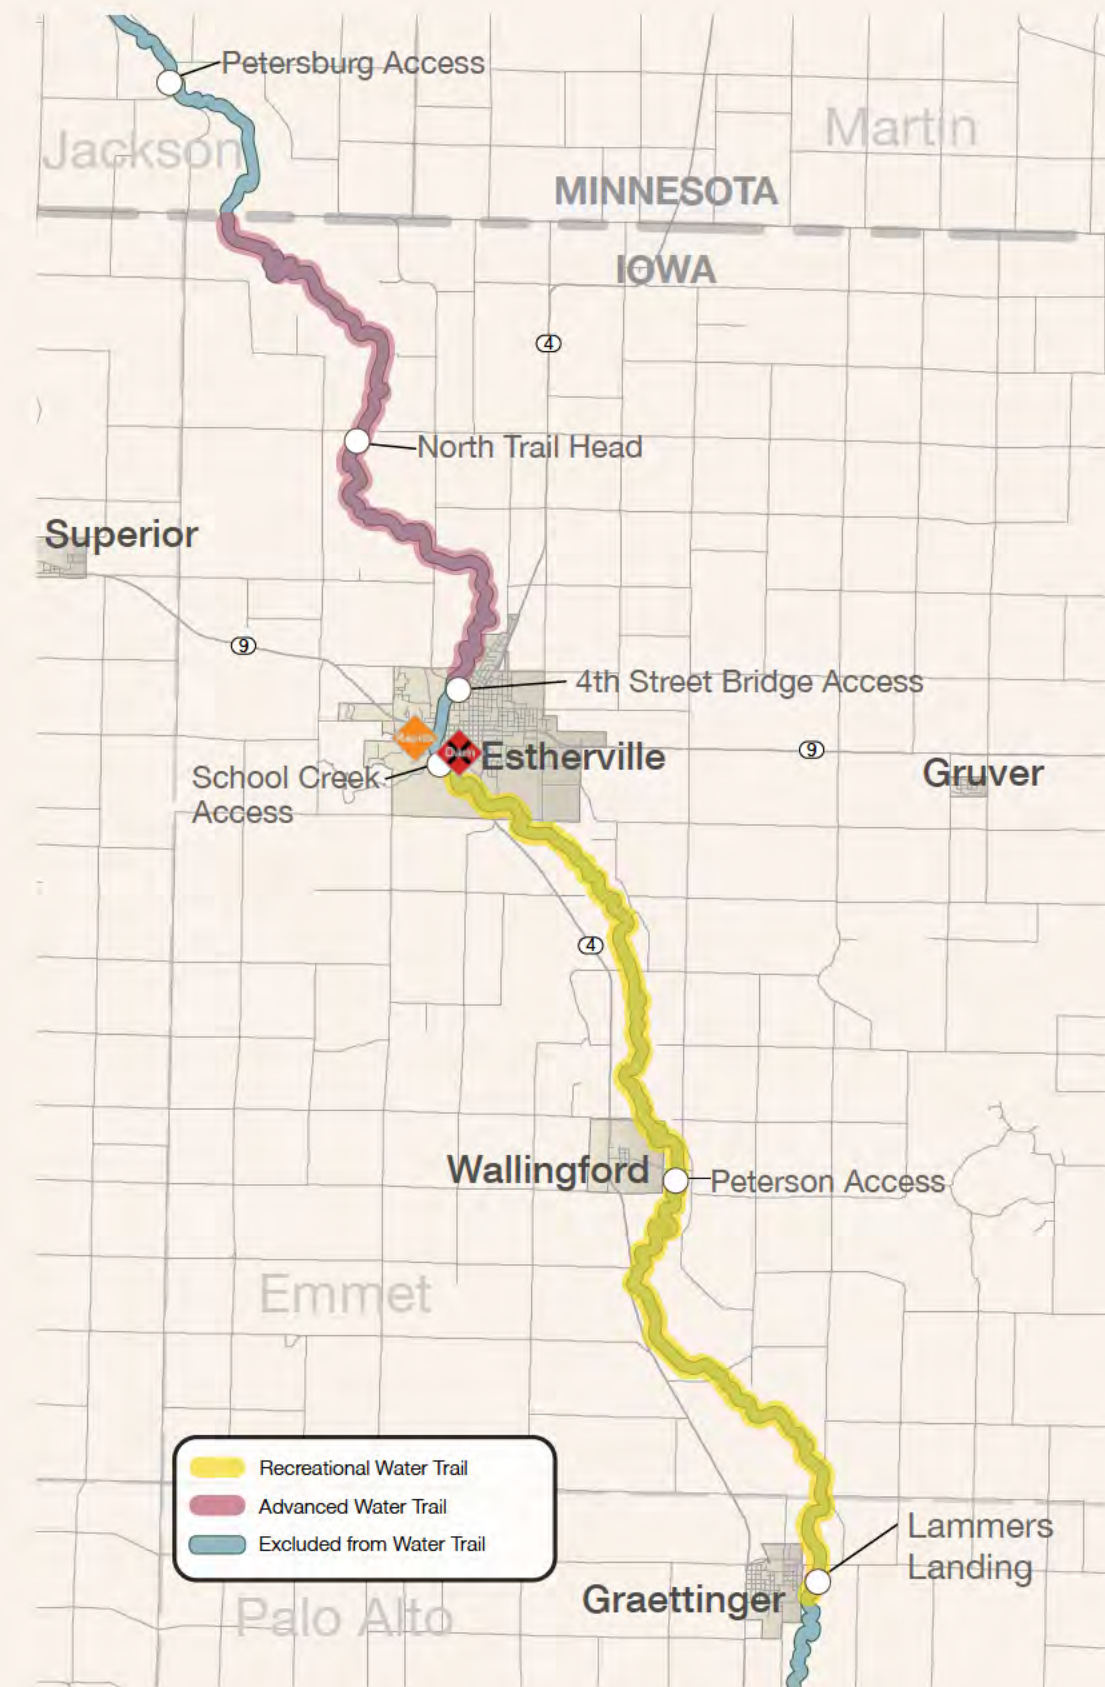 Petersburg Access
Martin
Jackson
MINNESOTA
IOWA
4
North Trail Head
Superior
9
4th Street Bridge Access
Rapids
Dam
Estherville
9
School Creek
Access
Gruver
4
Wallingford
Peterson Access
Emmet
Recreational Water Trail
Advanced Water Trail
Excluded from Water Trail
Lammers
Landing
Graettinger
Palo Alto